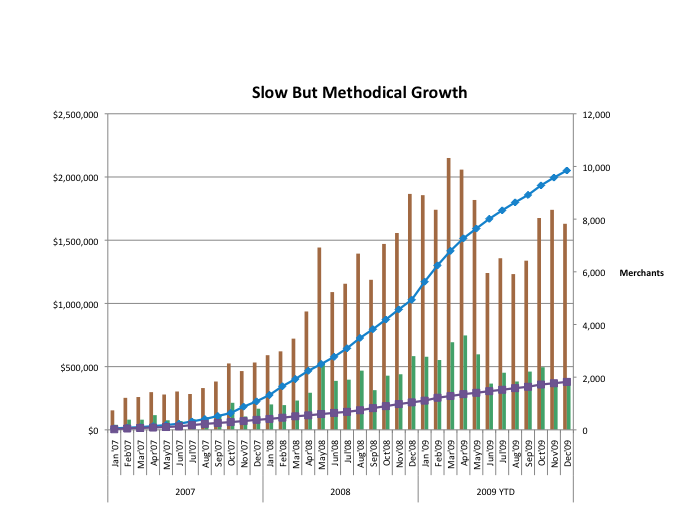 Slow But Methodical Growth
$2,500,000
$2,000,000
$1,500,000
$1,000,000
$500,000
$0
12,000
10,000
8,000
6,000
4,000
2,000
0
Merchants
Jan'07
Feb'07
Mar'07
Apr'07
May'07
Jun'07
Jul'07
Aug'07
Sep'07
Oct'07
Nov'07
Dec'07
Jan '08
Feb'08
Mar'08
Apr'08
May'08
Jun'08
Jul'08
Aug'08
Sep'08
Oct'08
Nov'08
Dec'08
Jan '09
Feb'09
Mar'09
Apr'09
May'09
Jun'09
Jul'09
Aug'09
Sep'09
Oct'09
Nov'09
Dec'09
2007
2008
2009 YTD